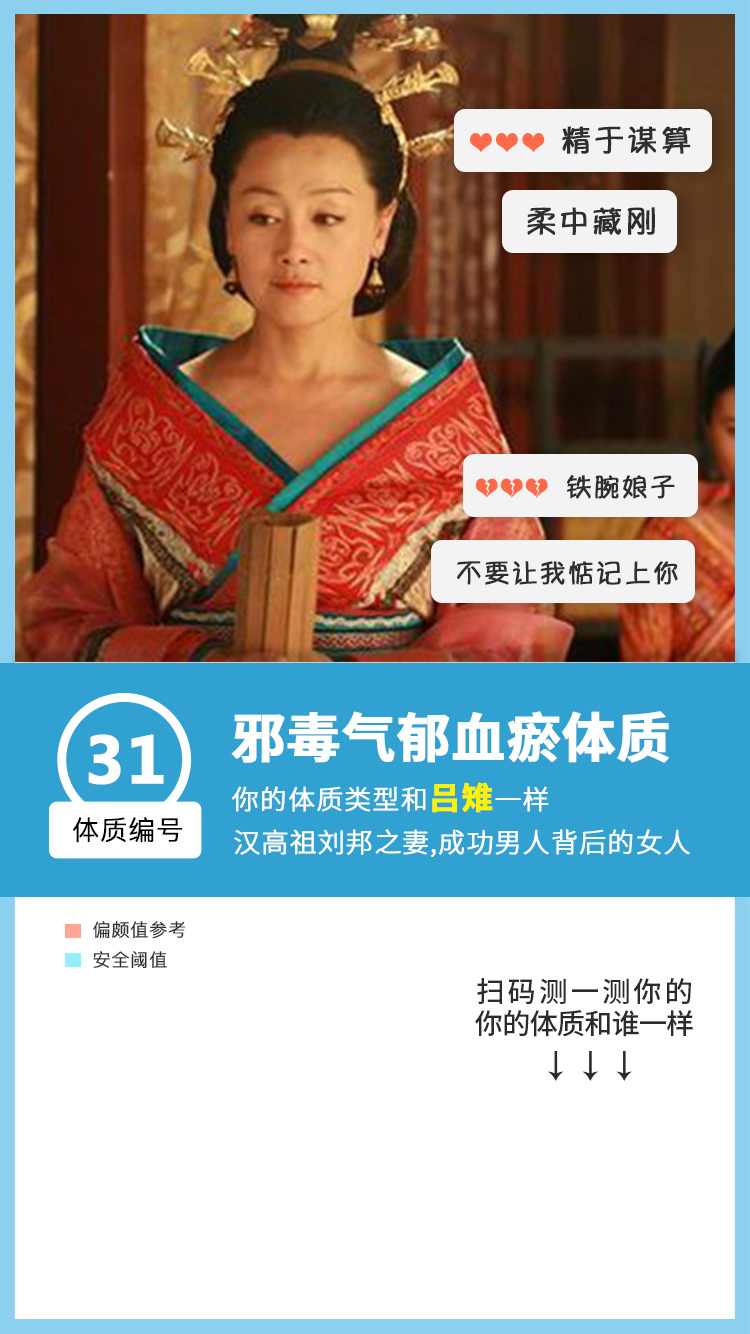 精于谋算
柔中藏刚
铁腕娘子
不要让我惦记上你
31
体质编号
邪毒气郁血瘀体质
你的体质类型和吕雉一样
汉高祖刘邦之妻,成功男人背后的女人
偏颇值参考
安全阈值
扫码测一测你的
你的体质和谁一样
↓ ↓ ↓